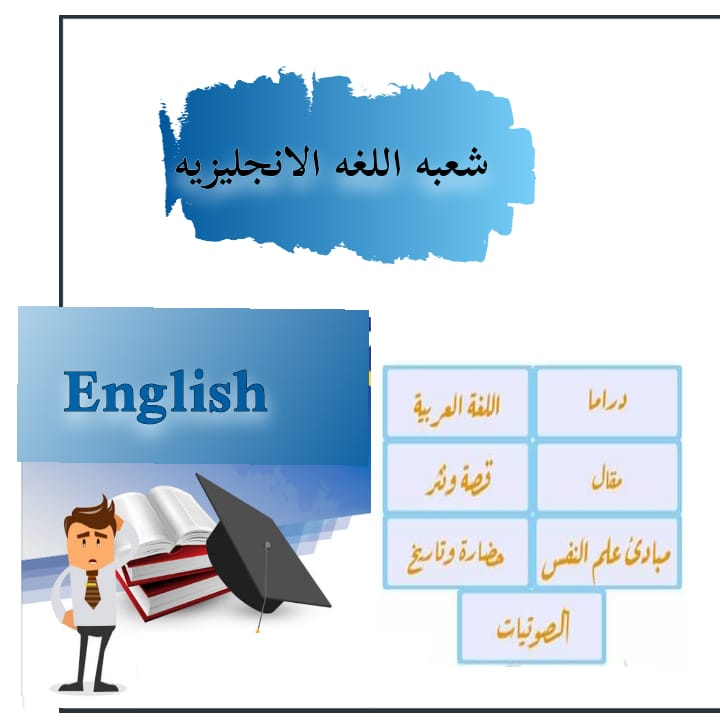 شعبه اللغه الانجليزيه
English
دراما
اللغة العربية
مقال
قصة ونثر
مبادئ علم النفس
حضارة وتاريخ
الصوتيات